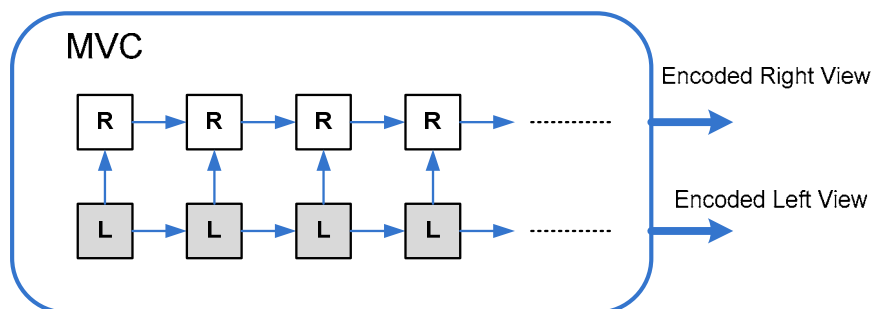 MVC
Encoded Right View
R R R R
Encoded Left View
L L L L